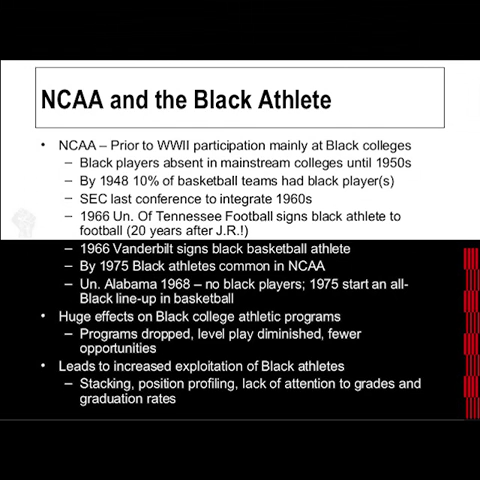 NCAA and the Black Athlete
• NCAA – Prior to WWII participation mainly at Black colleges
– Black players absent in mainstream colleges until 1950s
– By 1948 10% of basketball teams had black player(s)
– SEC last conference to integrate 1960s
– 1966 Un. Of Tennessee Football signs black athlete to
football (20 years after J.R.!)
– 1966 Vanderbilt signs black basketball athlete
– By 1975 Black athletes common in NCAA
– Un. Alabama 1968 – no black players; 1975 start an all-
Black line-up in basketball
• Huge effects on Black college athletic programs
– Programs dropped, level play diminished, fewer
opportunities
• Leads to increased exploitation of Black athletes
– Stacking, position profiling, lack of attention to grades and
graduation rates